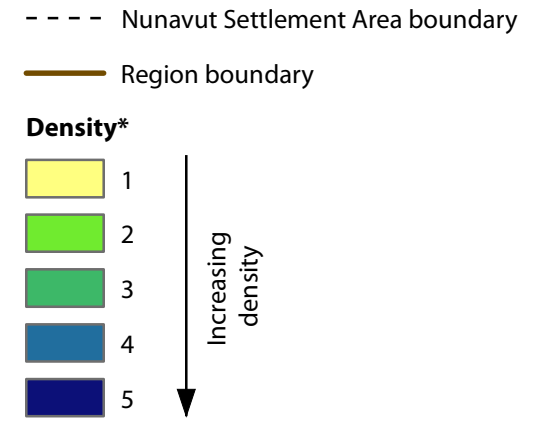 Nunavut Settlement Area boundary
Region boundary
Density*
1
2
3
4
5
Increasing
density